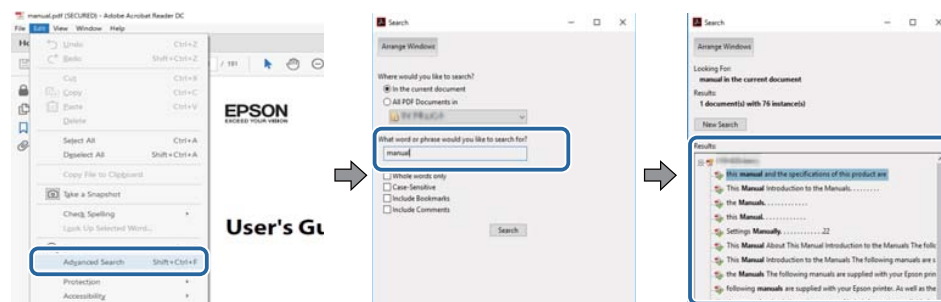 manual.pdf (SECURED) - Adobe Acrobat Reader DC
File Edit View Window Help
Undo Ctrl+Z
Redo Shift+Ctrl+Z
Cut Ctrl+X
Copy Ctrl+C
Paste Ctrl+V
Delete
Select All Ctrl+A
Deselect All Shift+Ctrl+A
Copy File to Clipboard
Take a Snapshot
Check Spelling
Look Up Selected Word...
Advanced Search Shift+Ctrl+F
Protection
Accessibility
/ 191
EPSON
EXCEED YOUR VISION
User's Gu
Search
Arrange Windows
Where would you like to search?
In the current document
All PDF Documents in
What word or phrase would you like to search for?
manual
Whole words only
Case-Sensitive
Include Bookmarks
Include Comments
Search
Search
Arrange Windows
Looking For:
manual in the current document
Results:
1 document(s) with 76 instance(s)
New Search
Results:
this manual and the specifications of this product are
This Manual Introduction to the Manuals.........
the Manuals.............
this Manual.............
Settings Manually.............22
This Manual About This Manual Introduction to the Manuals The follo
This Manual Introduction to the Manuals The following manuals are s
the Manuals The following manuals are supplied with your Epson prin
following manuals are supplied with your Epson printer. As well as the